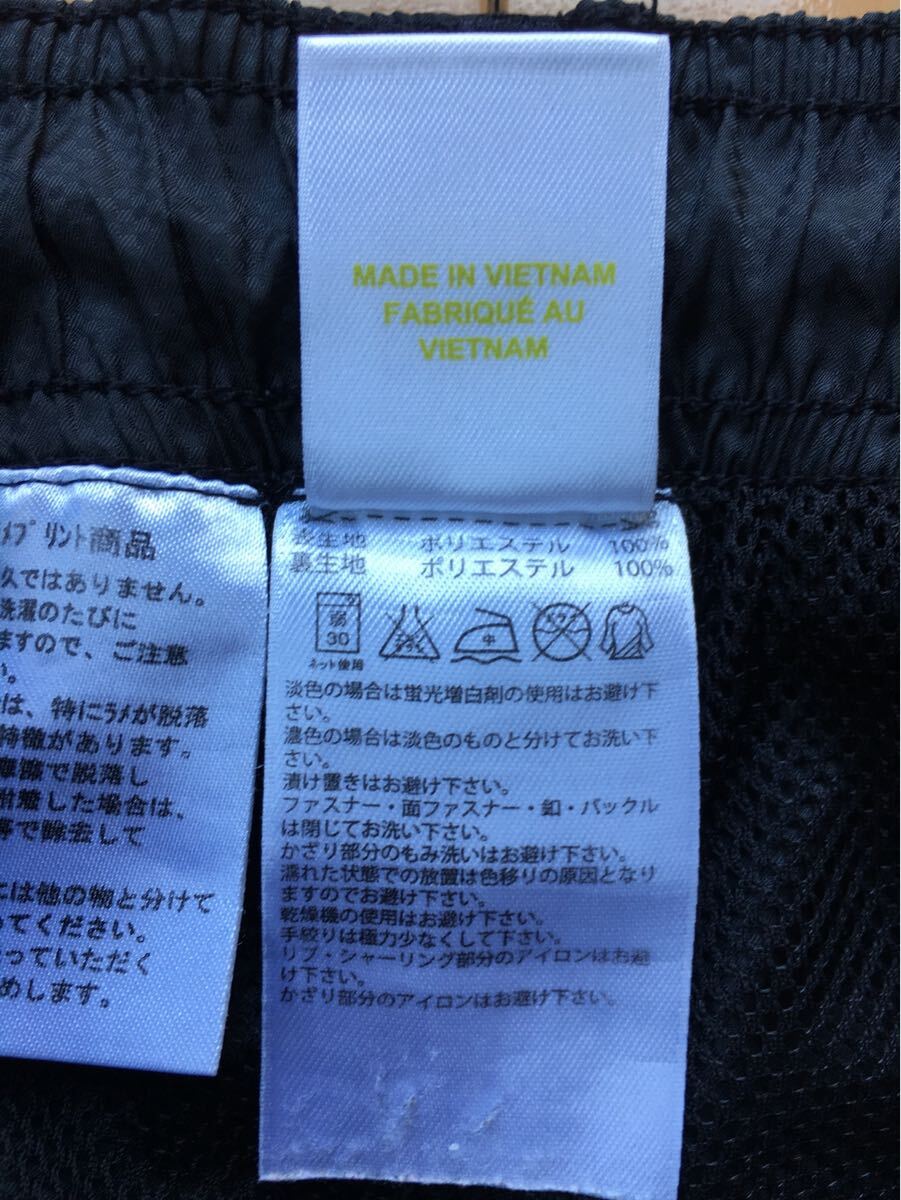 MADE IN VIETNAM
FABRIQUÉ AU
VIETNAM
表生地 ポリエステル 100%
裏生地 ポリエステル 100%
弱
30
ネット使用
中
淡色の場合は蛍光増白剤の使用はお避け下
さい。
濃色の場合は淡色のものと分けてお洗い下
さい。
漬け置きはお避け下さい。
ファスナー・面ファスナー・釦・バックル
は閉じてお洗い下さい。
かざり部分のもみ洗いはお避け下さい。
濡れた状態での放置は色移りの原因となり
ますのでお避け下さい。
乾燥機の使用はお避け下さい。
手絞りは極力少なくして下さい。
リブ・シャーリング部分のアイロンはお避
け下さい。
かざり部分のアイロンはお避け下さい。
プリント商品
久ではありません。
洗濯のたびに
ますので、ご注意
い。
は、特にラメが脱落
特徴があります。
摩擦で脱落し
附着した場合は、
等で除去して
には他の物と分けて
ってください。
なっていただく
めします。